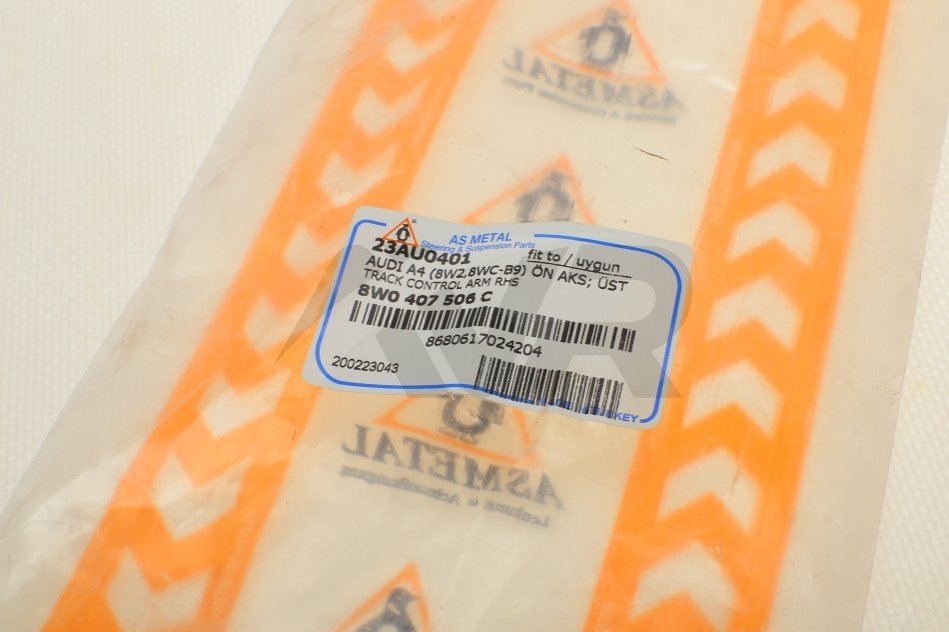 ASMETAL
AS METAL
Steering & Suspension Parts
23AU0401
fit to / uygun
AUDI A4 (8W2,8WC-B9) ÖN AKS; ÜST
TRACK CONTROL ARM RHS
8W0 407 506 C
8680617024204
200223043
ASMETAL